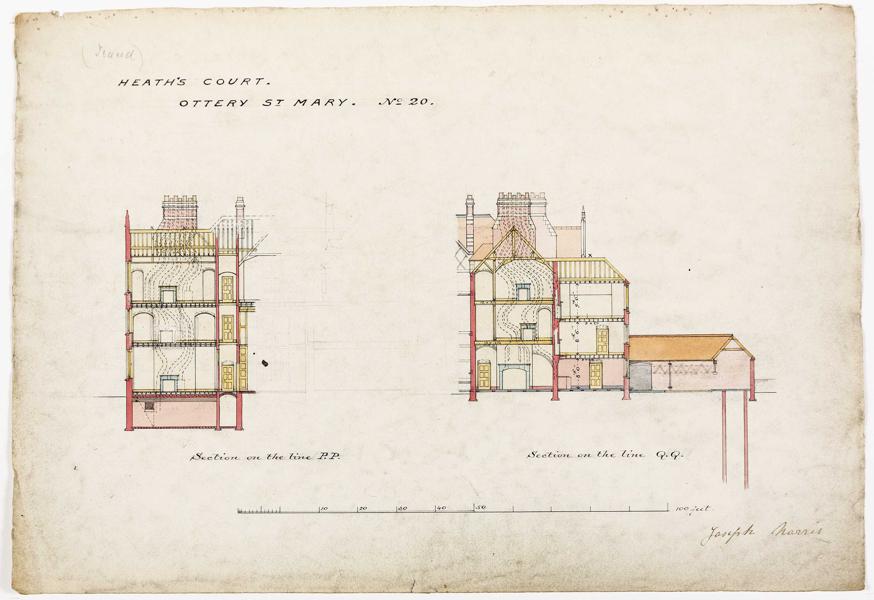 HEATH'S COURT.
OTTERY ST MARY. No 20.
Section on the line P.P.
Section on the line Q.Q.
10 20 30 40 50 100 feet.
Joseph Morris